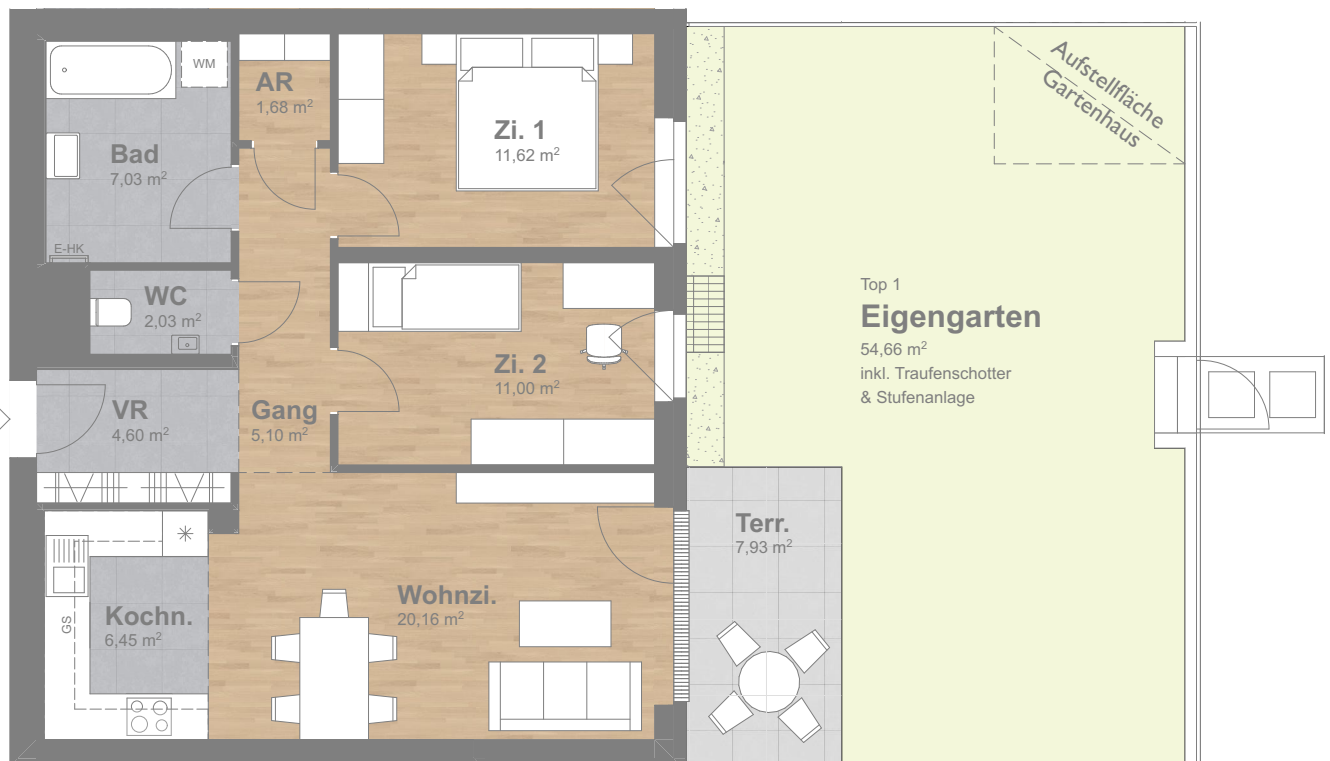 WM
AR
1,68 m²
Zi. 1
11,62 m²
Aufstellfläche
Gartenhaus
Bad
7,03 m²
E-HK
WC
2,03 m²
Top 1
Eigengarten
54,66 m²
inkl. Traufenschotter
& Stufenanlage
Zi. 2
11,00 m²
VR
4,60 m²
Gang
5,10 m²
Terr.
7,93 m²
Wohnzi.
20,16 m²
Kochn.
6,45 m²
GS